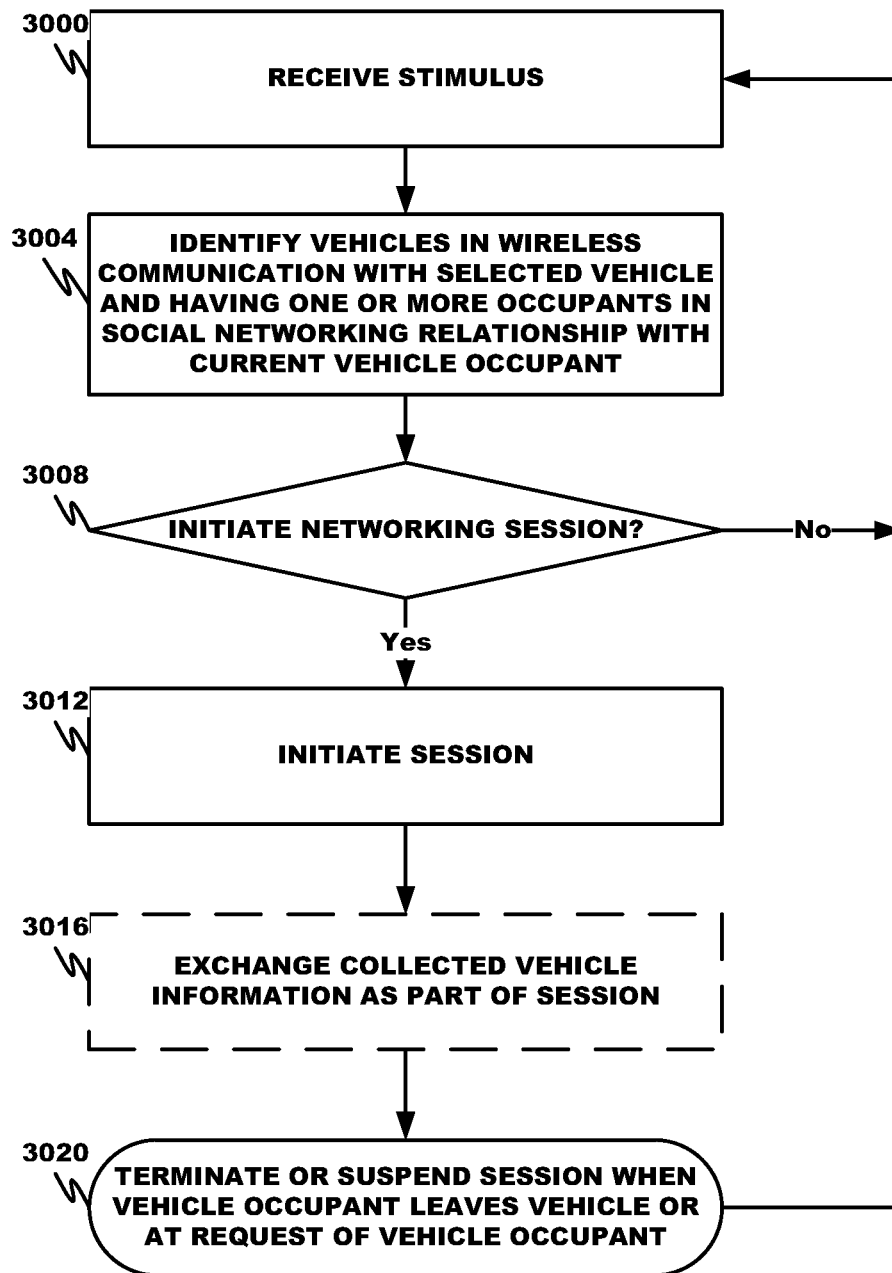 3000
RECEIVE STIMULUS
3004
IDENTIFY VEHICLES IN WIRELESS
COMMUNICATION WITH SELECTED VEHICLE
AND HAVING ONE OR MORE OCCUPANTS IN
SOCIAL NETWORKING RELATIONSHIP WITH
CURRENT VEHICLE OCCUPANT
3008
INITIATE NETWORKING SESSION?
No
Yes
3012
INITIATE SESSION
3016
EXCHANGE COLLECTED VEHICLE
INFORMATION AS PART OF SESSION
3020
TERMINATE OR SUSPEND SESSION WHEN
VEHICLE OCCUPANT LEAVES VEHICLE OR
AT REQUEST OF VEHICLE OCCUPANT